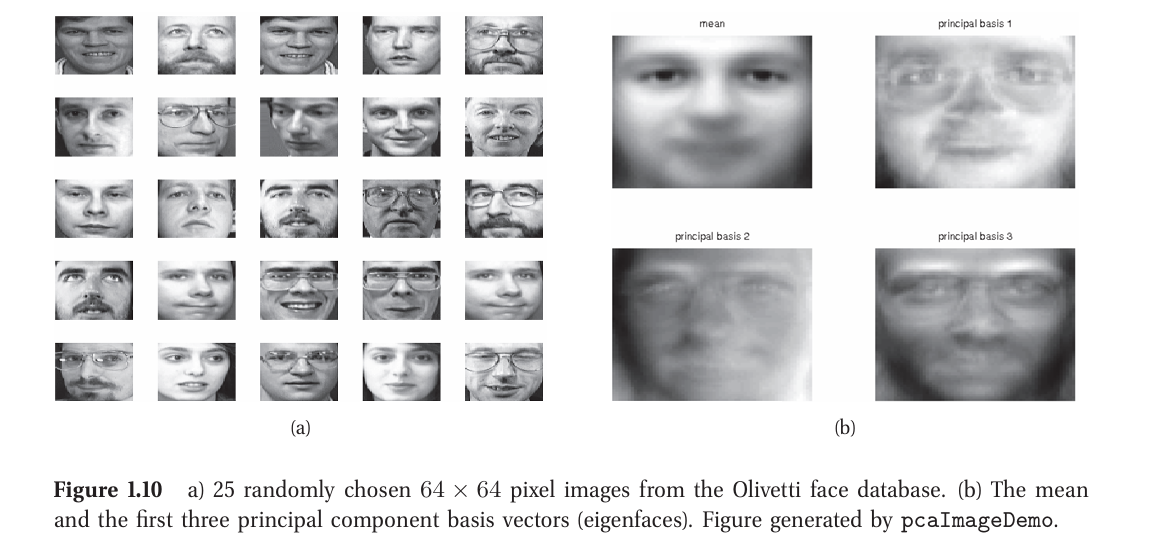 mean
principal basis 1
principal basis 2
principal basis 3
(a)
(b)
Figure 1.10 a) 25 randomly chosen 64 × 64 pixel images from the Olivetti face database. (b) The mean
and the first three principal component basis vectors (eigenfaces). Figure generated by pcaImageDemo.